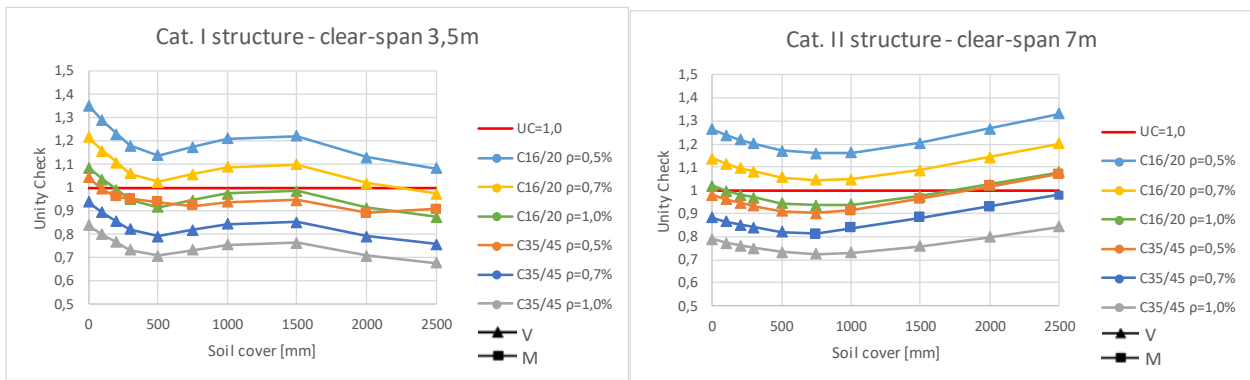 Cat. I structure - clear-span 3,5m
1,5
1,4
1,3
1,2
1,1
1
0,9
0,8
0,7
0,6
0,5
Unity Check
0 500 1000 1500 2000 2500
Soil cover [mm]
UC=1,0
C16/20 ρ=0,5%
C16/20 ρ=0,7%
C16/20 ρ=1,0%
C35/45 ρ=0,5%
C35/45 ρ=0,7%
C35/45 ρ=1,0%
V
M
Cat. II structure - clear-span 7m
1,5
1,4
1,3
1,2
1,1
1
0,9
0,8
0,7
0,6
0,5
Unity Check
0 500 1000 1500 2000 2500
Soil cover [mm]
UC=1,0
C16/20 ρ=0,5%
C16/20 ρ=0,7%
C16/20 ρ=1,0%
C35/45 ρ=0,5%
C35/45 ρ=0,7%
C35/45 ρ=1,0%
V
M